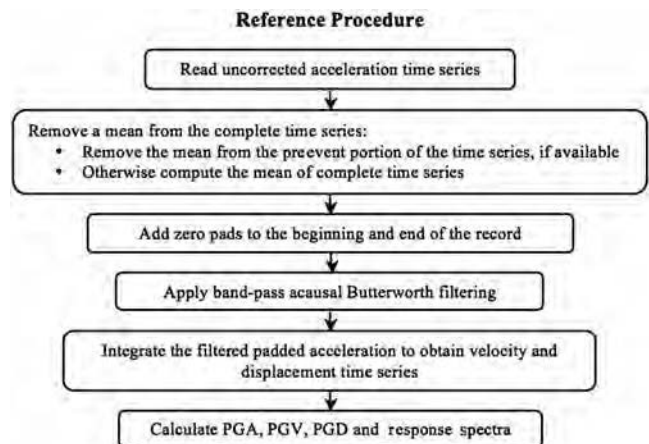 Reference Procedure
Read uncorrected acceleration time series
Remove a mean from the complete time series:
• Remove the mean from the preevent portion of the time series, if available
• Otherwise compute the mean of complete time series
Add zero pads to the beginning and end of the record
Apply band-pass acausal Butterworth filtering
Integrate the filtered padded acceleration to obtain velocity and
displacement time series
Calculate PGA, PGV, PGD and response spectra